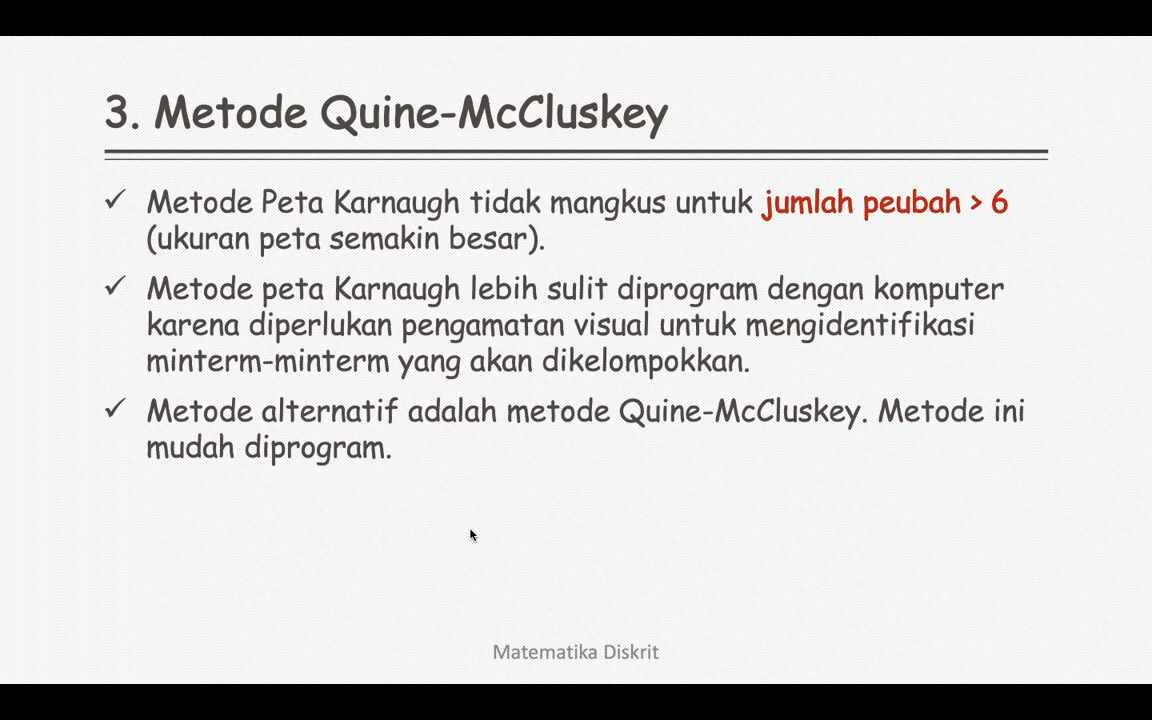 3. Metode Quine-McCluskey
✓ Metode Peta Karnaugh tidak mangkus untuk jumlah peubah > 6
(ukuran peta semakin besar).
✓ Metode peta Karnaugh lebih sulit diprogram dengan komputer
karena diperlukan pengamatan visual untuk mengidentifikasi
minterm-minterm yang akan dikelompokkan.
✓ Metode alternatif adalah metode Quine-McCluskey. Metode ini
mudah diprogram.
Matematika Diskrit